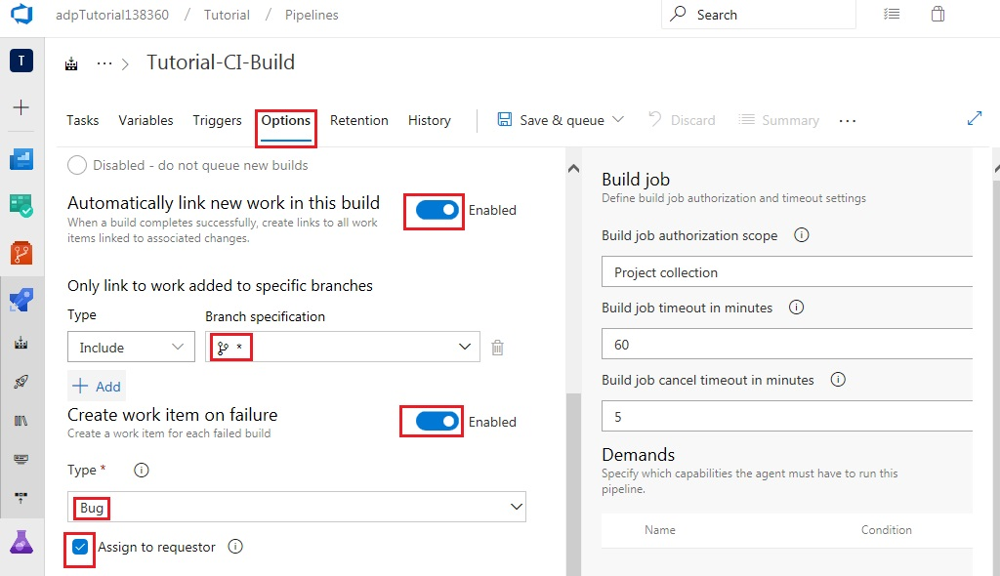 adpTutorial138360 / Tutorial / Pipelines
Search
T
... > Tutorial-CI-Build
Tasks Variables Triggers Options Retention History Save & queue Discard Summary ...
Disabled - do not queue new builds
Automatically link new work in this build
Enabled
When a build completes successfully, create links to all work
items linked to associated changes.
Only link to work added to specific branches
Type
Branch specification
Include
*
+ Add
Create work item on failure
Enabled
Create a work item for each failed build
Type *
Bug
Assign to requestor
Build job
Define build job authorization and timeout settings
Build job authorization scope
Project collection
Build job timeout in minutes
60
Build job cancel timeout in minutes
5
Demands
Specify which capabilities the agent must have to run this
pipeline.
Name Condition